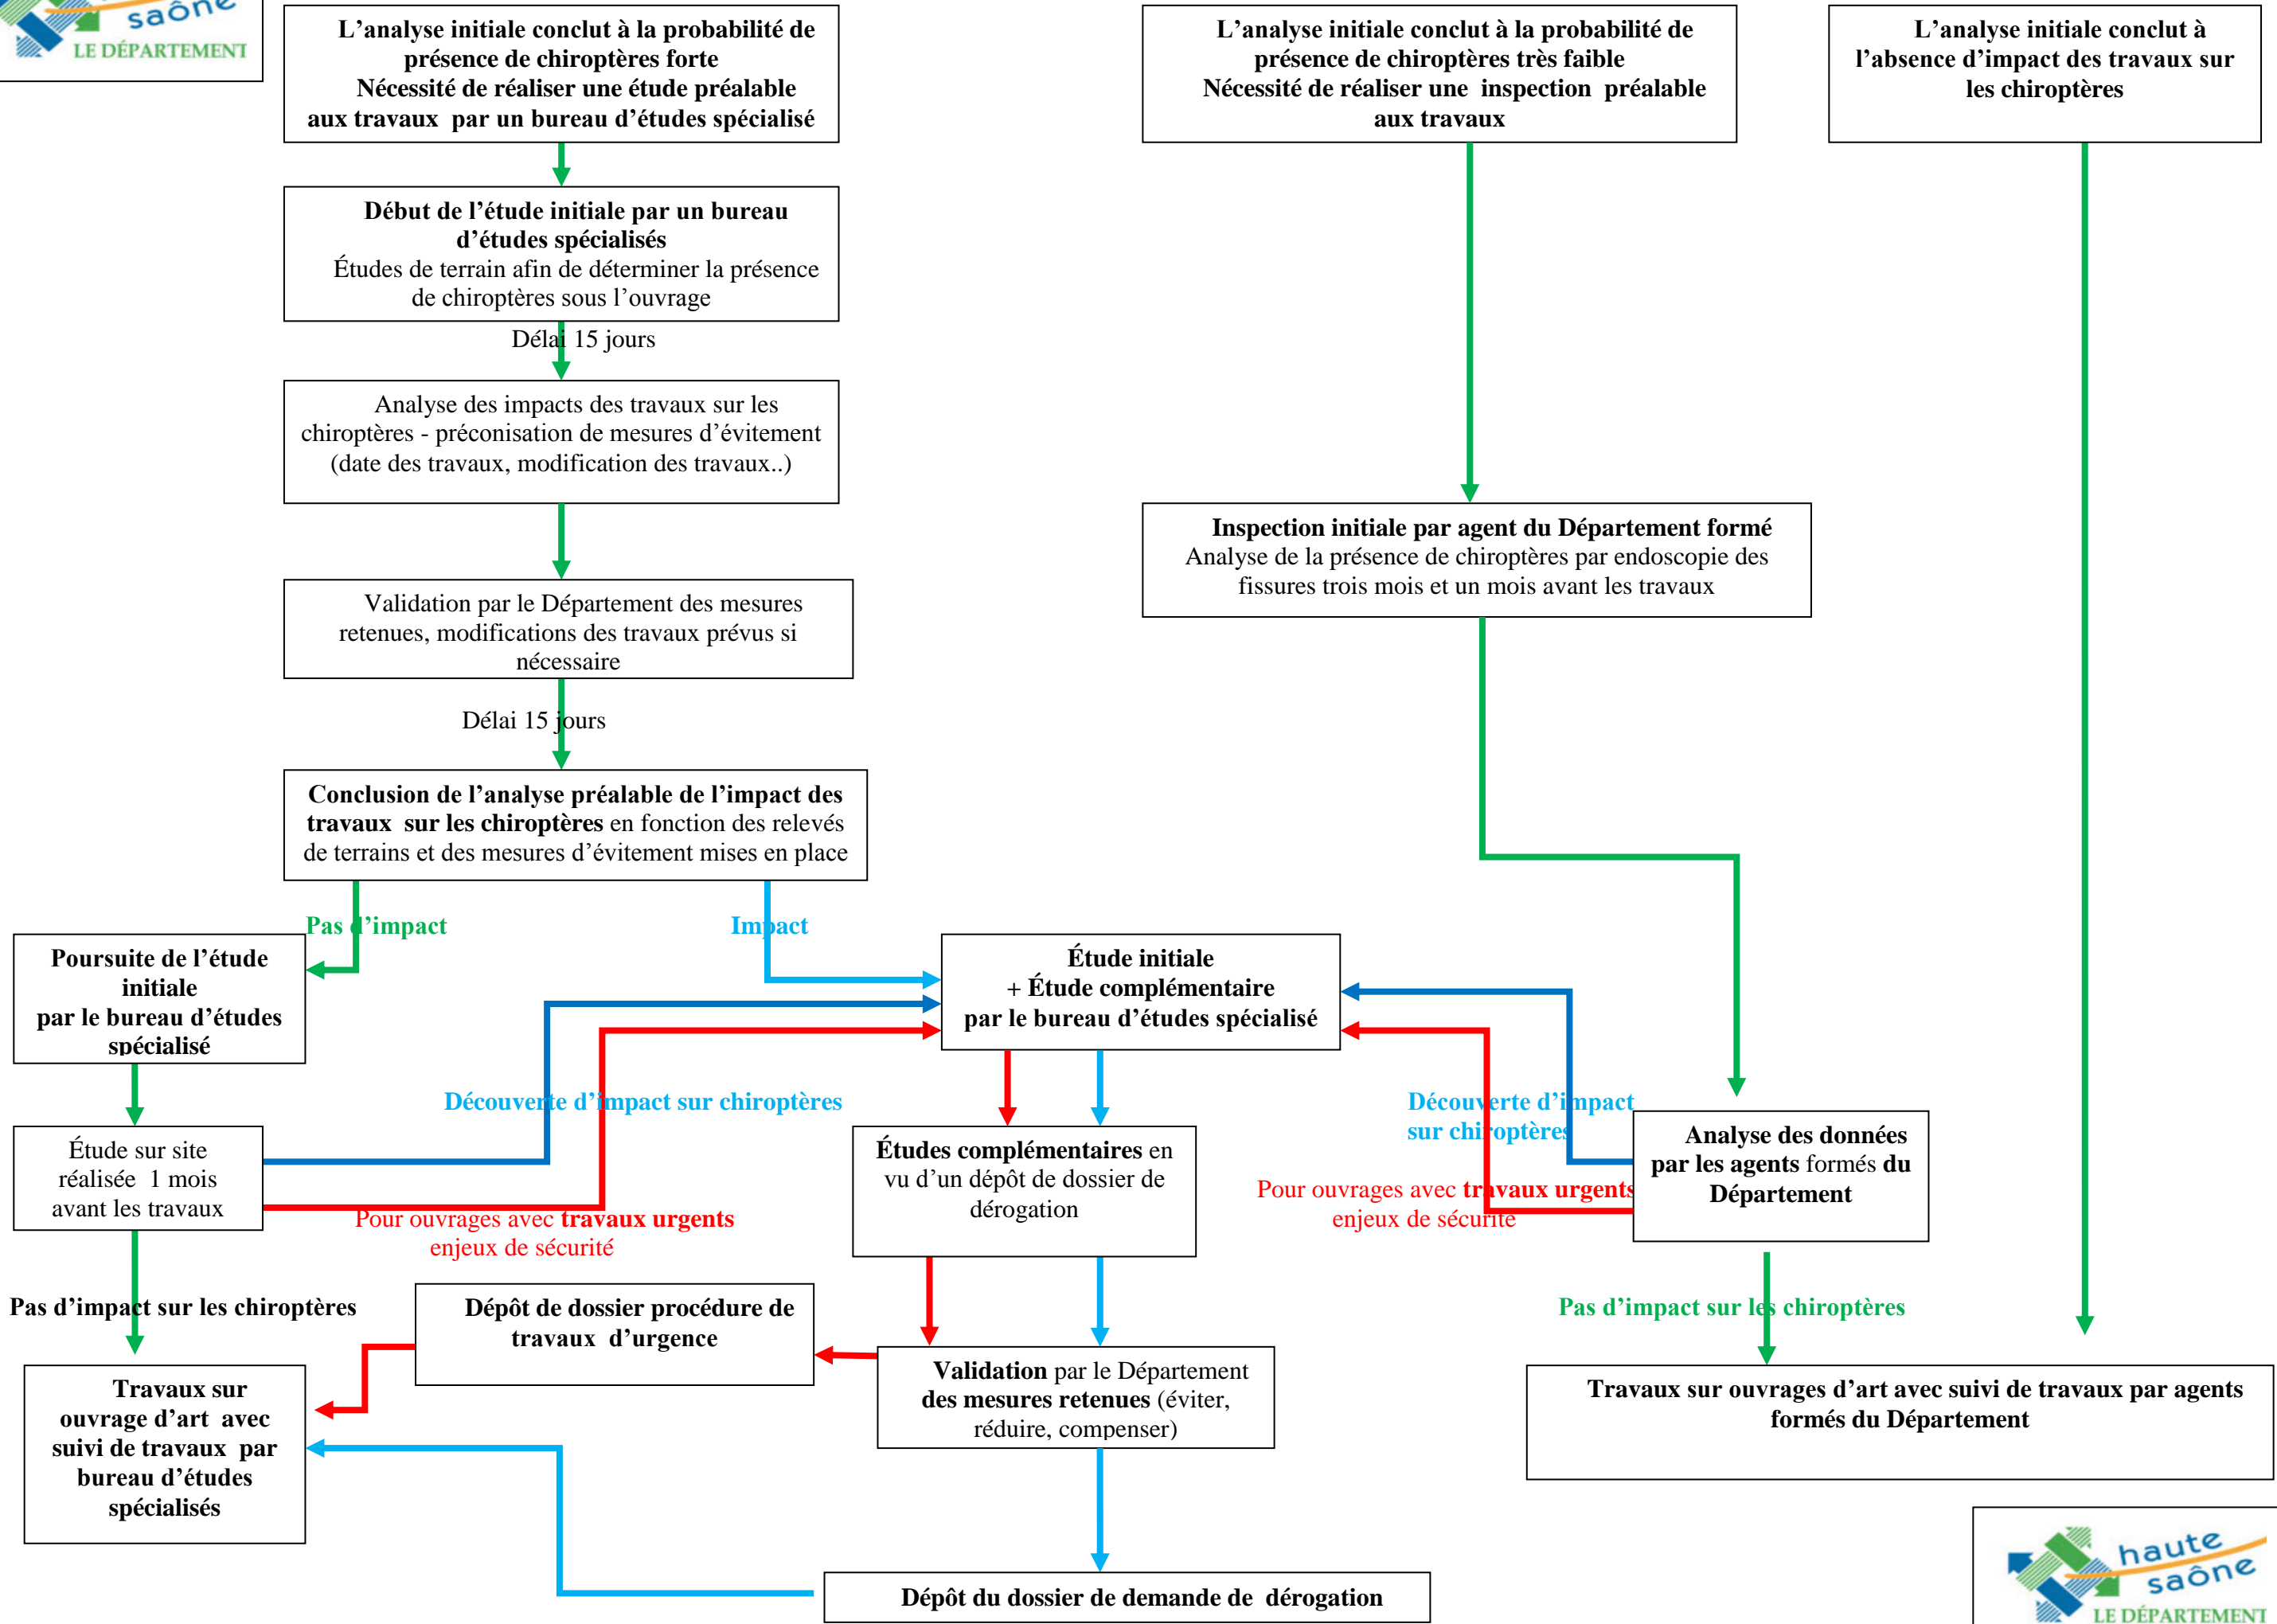 saône
LE DÉPARTEMENT
L’analyse initiale conclut à la probabilité de
présence de chiroptères forte
Nécessité de réaliser une étude préalable
aux travaux par un bureau d’études spécialisé
L’analyse initiale conclut à la probabilité de
présence de chiroptères très faible
Nécessité de réaliser une inspection préalable
aux travaux
L’analyse initiale conclut à
l’absence d’impact des travaux sur
les chiroptères
Début de l’étude initiale par un bureau
d’études spécialisés
Études de terrain afin de déterminer la présence
de chiroptères sous l’ouvrage
Délai 15 jours
Analyse des impacts des travaux sur les
chiroptères - préconisation de mesures d’évitement
(date des travaux, modification des travaux..)
Inspection initiale par agent du Département formé
Analyse de la présence de chiroptères par endoscopie des
fissures trois mois et un mois avant les travaux
Validation par le Département des mesures
retenues, modifications des travaux prévus si
nécessaire
Délai 15 jours
Conclusion de l’analyse préalable de l’impact des
travaux sur les chiroptères en fonction des relevés
de terrains et des mesures d’évitement mises en place
Pas d’impact
Impact
Poursuite de l’étude
initiale
par le bureau d’études
spécialisé
Étude initiale
+ Étude complémentaire
par le bureau d’études spécialisé
Découverte d’impact sur chiroptères
Découverte d’impact
sur chiroptères
Étude sur site
réalisée 1 mois
avant les travaux
Études complémentaires en
vu d’un dépôt de dossier de
dérogation
Analyse des données
par les agents formés du
Département
Pour ouvrages avec travaux urgents
enjeux de sécurité
Pour ouvrages avec travaux urgents
enjeux de sécurité
Pas d’impact sur les chiroptères
Dépôt de dossier procédure de
travaux d’urgence
Pas d’impact sur les chiroptères
Travaux sur
ouvrage d’art avec
suivi de travaux par
bureau d’études
spécialisés
Validation par le Département
des mesures retenues (éviter,
réduire, compenser)
Travaux sur ouvrages d’art avec suivi de travaux par agents
formés du Département
Dépôt du dossier de demande de dérogation
haute
saône
LE DÉPARTEMENT